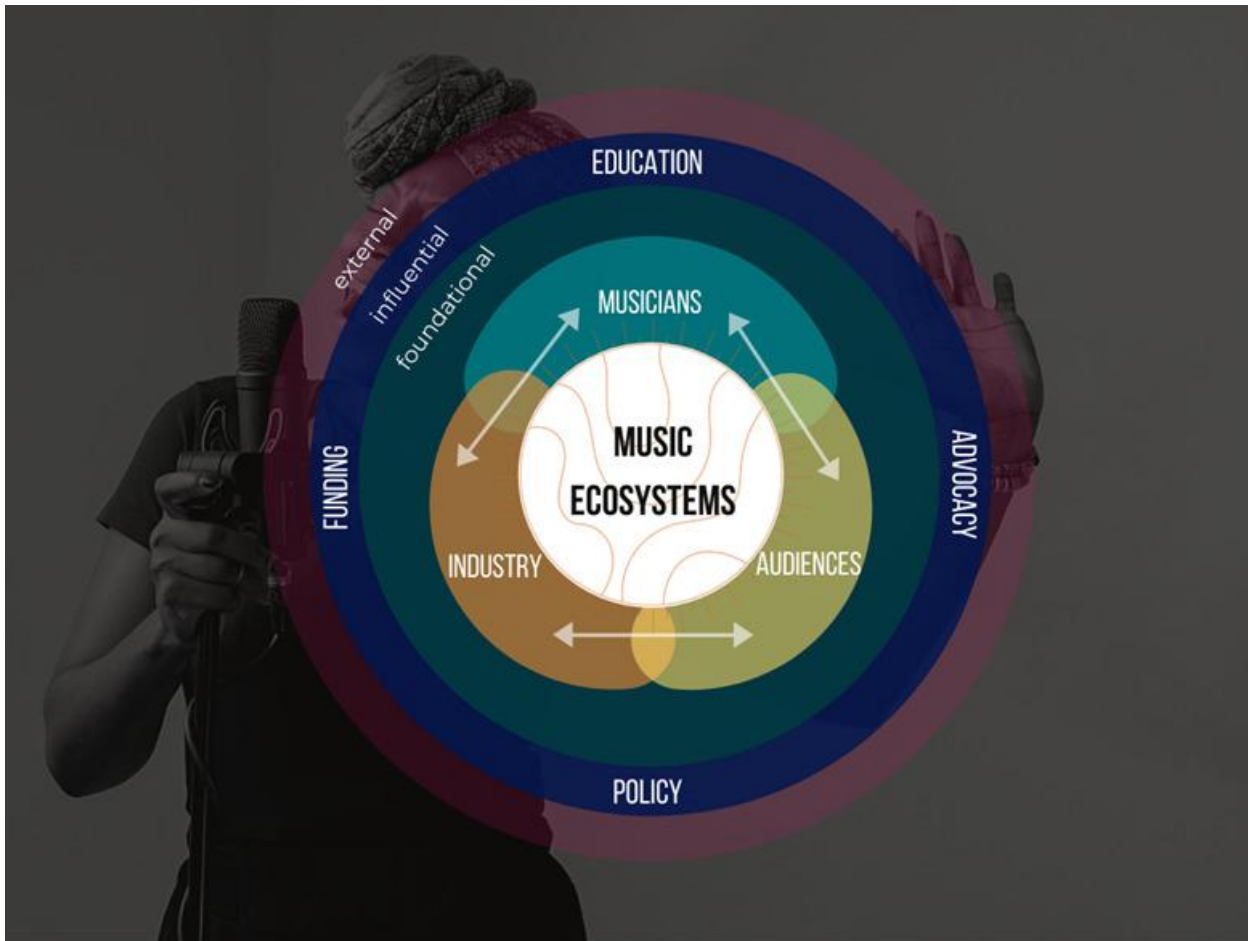 EDUCATION
external
influential
foundational
MUSICIANS
MUSIC
ECOSYSTEMS
FUNDING
ADVOCACY
INDUSTRY
AUDIENCES
POLICY